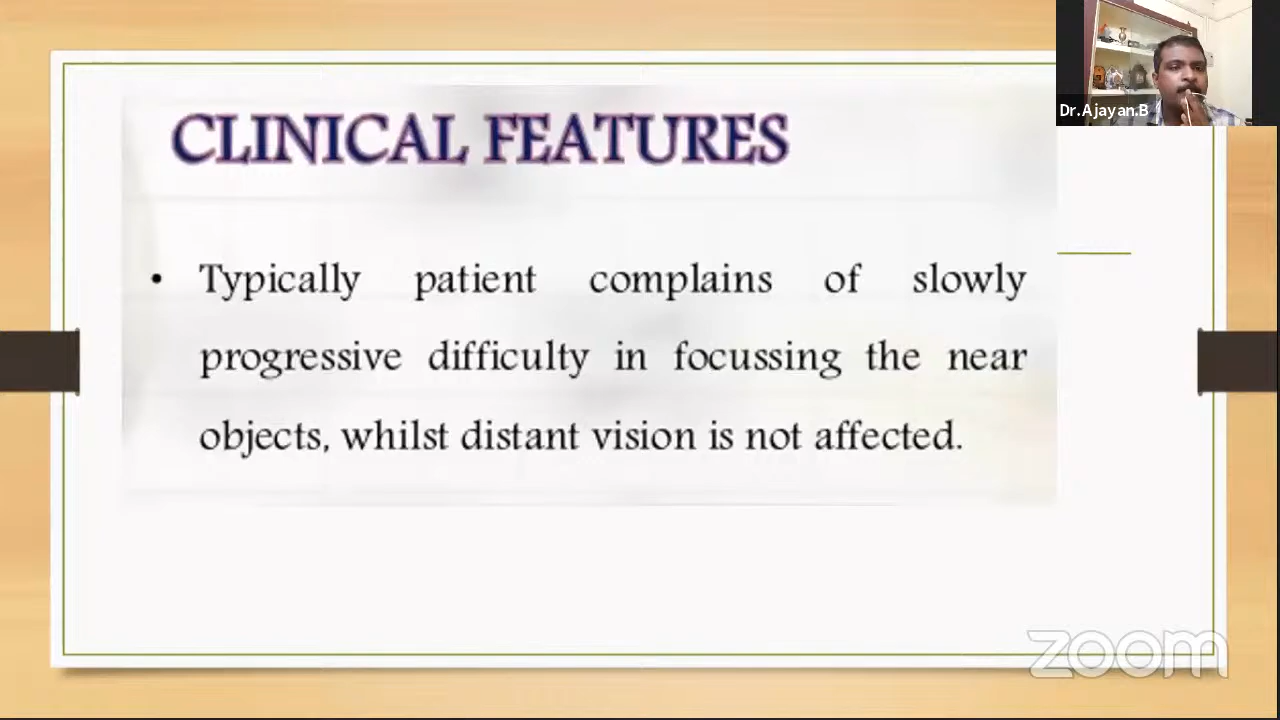 CLINICAL FEATURES
• Typically patient complains of slowly
progressive difficulty in focussing the near
objects, whilst distant vision is not affected.
Dr.Ajayan.B
zoom